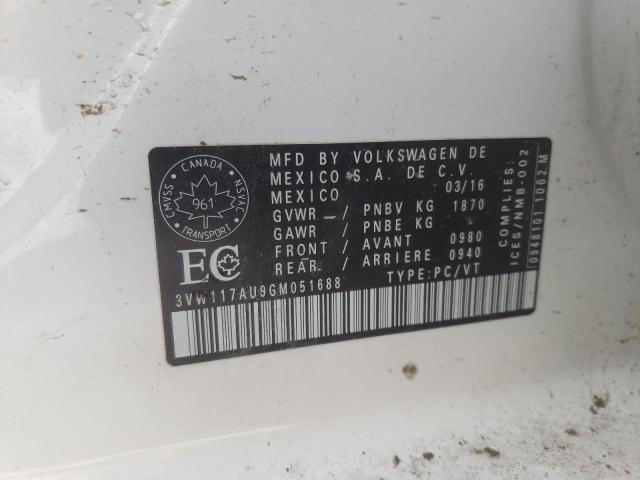 CANADA
CMVSS
NSVAC
961
TRANSPORT
EC
MFD BY VOLKSWAGEN DE
MEXICO S.A. DE C.V.
MEXICO 03/16
GVWR / PNBV KG 1870
GAWR / PNBE KG
FRONT / AVANT 0980
REAR / ARRIERE 0940
TYPE:PC/VT
3VW117AU9GM051688
COMPLIES:
ICES/NMB-002
0948101 1062 M